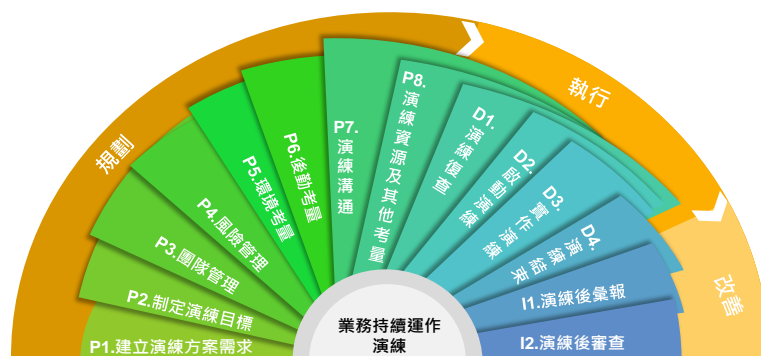 規劃
執行
改善
P1.建立演練方案需求
P2.制定演練目標
P3.團隊管理
P4.風險管理
P5.環境考量
P6.後勤考量
P7.演練溝通
P8.演練資源及其他考量
D1.演練復查
D2.啟動演練
D3.實作演練
D4.演練結束
I1.演練後彙報
I2.演練後審查
業務持續運作
演練